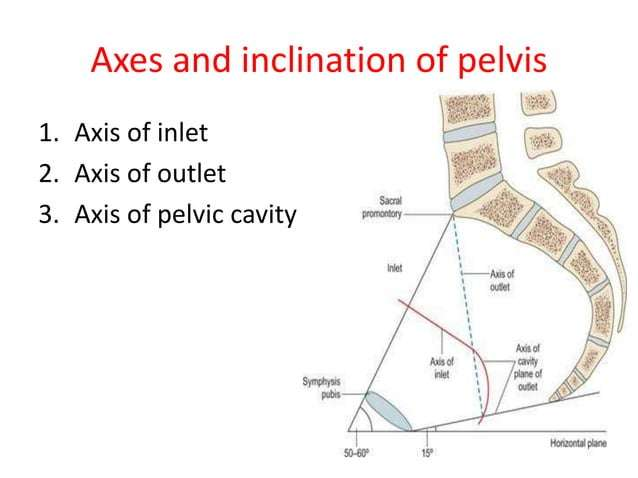 Axes and inclination of pelvis
1. Axis of inlet
2. Axis of outlet
3. Axis of pelvic cavity
Sacral
promontory
Inlet
Axis of
outlet
Axis of
inlet
Axis of
cavity
plane of
outlet
Symphysis
pubis
50–60º
15º
Horizontal plane